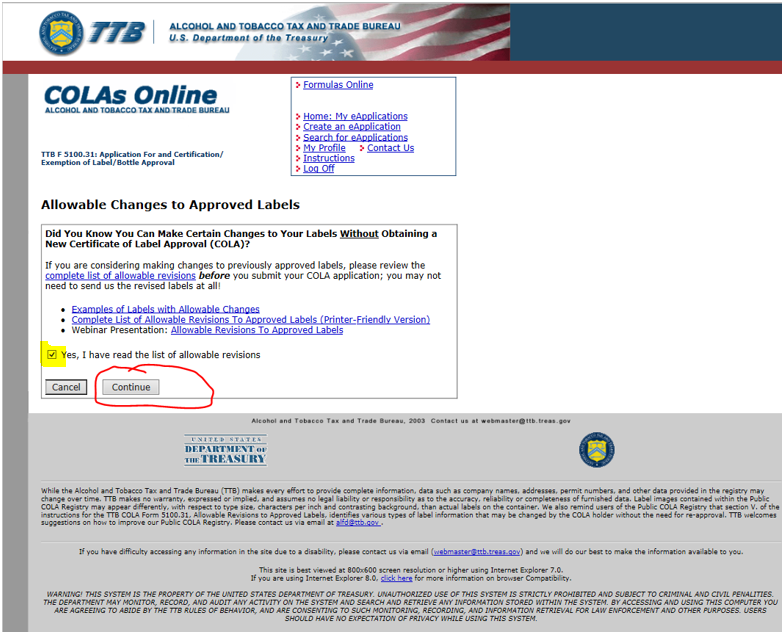 TTB
ALCOHOL AND TOBACCO TAX AND TRADE BUREAU
U.S. Department of the Treasury
COLAs Online
ALCOHOL AND TOBACCO TAX AND TRADE BUREAU
TTB F 5100.31: Application For and Certification/
Exemption of Label/Bottle Approval
Formulas Online
Home: My eApplications
Create an eApplication
Search for eApplications
My Profile Contact Us
Instructions
Log Off
Allowable Changes to Approved Labels
Did You Know You Can Make Certain Changes to Your Labels Without Obtaining a
New Certificate of Label Approval (COLA)?
If you are considering making changes to previously approved labels, please review the
complete list of allowable revisions before you submit your COLA application; you may not
need to send us the revised labels at all!
• Examples of Labels with Allowable Changes
• Complete List of Allowable Revisions To Approved Labels (Printer-Friendly Version)
• Webinar Presentation: Allowable Revisions To Approved Labels
Yes, I have read the list of allowable revisions
Cancel Continue
Alcohol and Tobacco Tax and Trade Bureau, 2003 Contact us at webmaster@ttb.treas.gov
UNITED STATES
DEPARTMENT OF
THE TREASURY
While the Alcohol and Tobacco Tax and Trade Bureau (TTB) makes every effort to provide complete information, data such as company names, addresses, permit numbers, and other data provided in the registry may
change over time. TTB makes no warranty, expressed or implied, and assumes no legal liability or responsibility as to the accuracy, reliability or completeness of furnished data. Label images contained within the Public
COLA Registry may appear differently, with respect to type size, characters per inch and contrasting background, than actual labels on the container. We also remind users of the Public COLA Registry that section V. of the
instructions for the TTB COLA Form 5100.31. Allowable Revisions to Approved Labels, identifies various types of label information that may be changed by the COLA holder without the need for re-approval. TTB welcomes
suggestions on how to improve our Public COLA Registry. Please contact us via email at alfd@ttb.gov .
If you have difficulty accessing any information in the site due to a disability, please contact us via email (webmaster@ttb.treas.gov) and we will do our best to make the information available to you.
This site is best viewed at 800x600 screen resolution or higher using Internet Explorer 7.0.
If you are using Internet Explorer 8.0, click here for more information on browser Compatibility.
WARNING! THIS SYSTEM IS THE PROPERTY OF THE UNITED STATES DEPARTMENT OF TREASURY. UNAUTHORIZED USE OF THIS SYSTEM IS STRICTLY PROHIBITED AND SUBJECT TO CRIMINAL AND CIVIL PENALTIES.
THE DEPARTMENT MAY MONITOR, RECORD, AND AUDIT ANY ACTIVITY ON THE SYSTEM AND SEARCH AND RETRIEVE ANY INFORMATION STORED WITHIN THE SYSTEM. BY ACCESSING AND USING THIS COMPUTER YOU
ARE AGREEING TO ABIDE BY THE TTB RULES OF BEHAVIOR, AND ARE CONSENTING TO SUCH MONITORING, RECORDING, AND INFORMATION RETRIEVAL FOR LAW ENFORCEMENT AND OTHER PURPOSES. USERS
SHOULD HAVE NO EXPECTATION OF PRIVACY WHILE USING THIS SYSTEM.